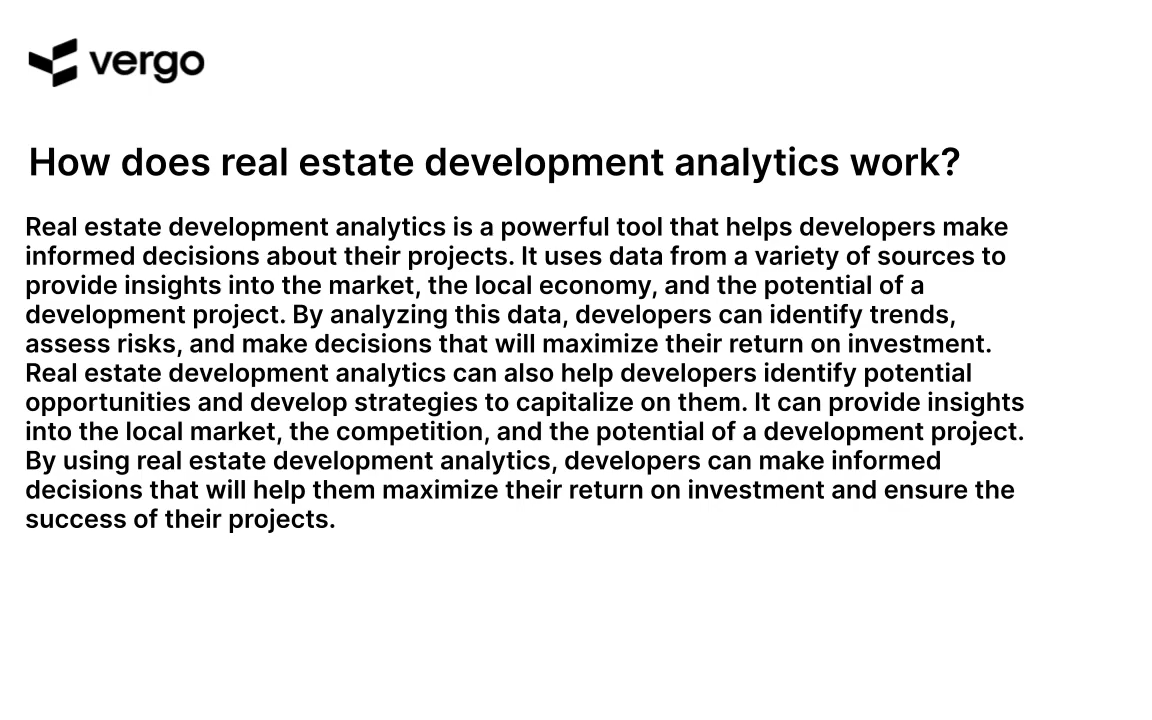 vergo
How does real estate development analytics work?
Real estate development analytics is a powerful tool that helps developers make
informed decisions about their projects. It uses data from a variety of sources to
provide insights into the market, the local economy, and the potential of a
development project. By analyzing this data, developers can identify trends,
assess risks, and make decisions that will maximize their return on investment.
Real estate development analytics can also help developers identify potential
opportunities and develop strategies to capitalize on them. It can provide insights
into the local market, the competition, and the potential of a development project.
By using real estate development analytics, developers can make informed
decisions that will help them maximize their return on investment and ensure the
success of their projects.